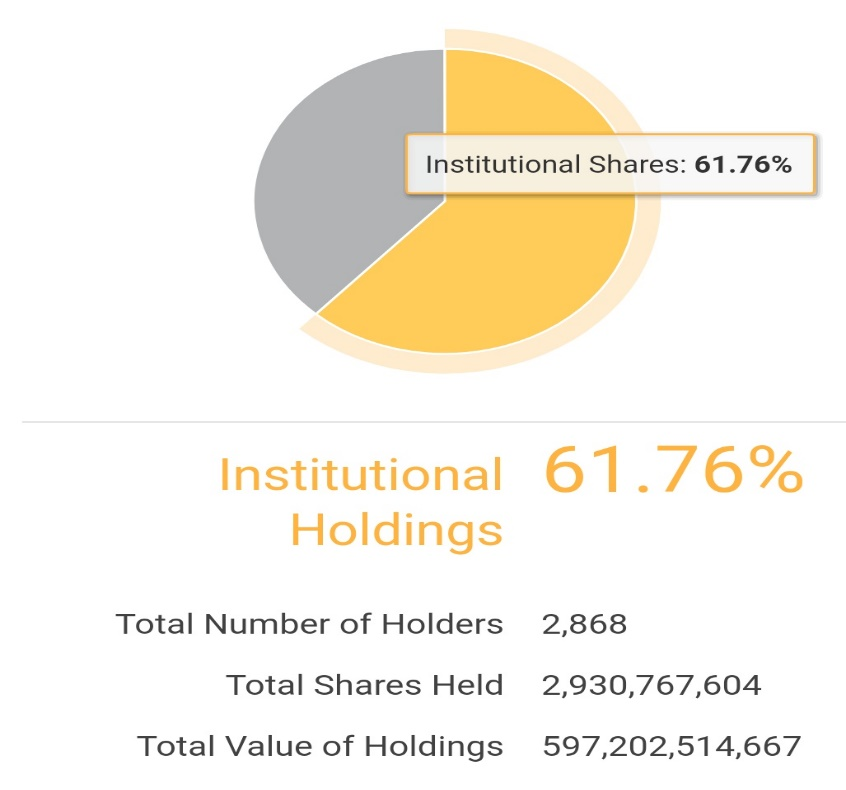 Institutional Shares: 61.76%
Institutional 61.76%
Holdings
Total Number of Holders 2,868
Total Shares Held 2,930,767,604
Total Value of Holdings 597,202,514,667